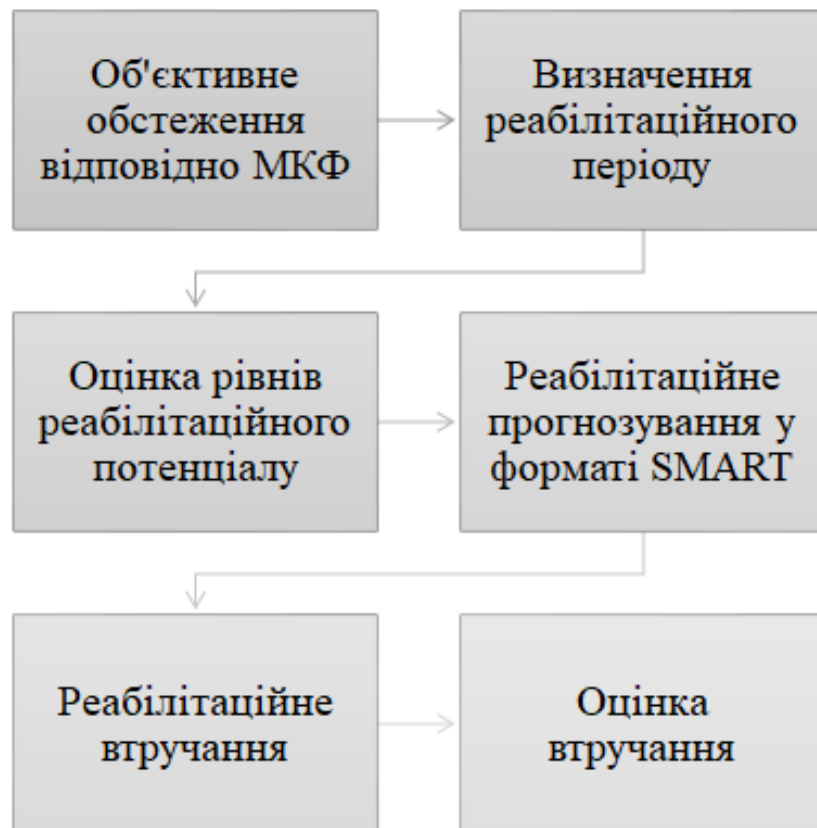 Об'єктивне
обстеження
відповідно МКФ
Визначення
реабілітаційного
періоду
Оцінка рівнів
реабілітаційного
потенціалу
Реабілітаційне
прогнозування у
форматі SMART
Реабілітаційне
втручання
Оцінка
втручання